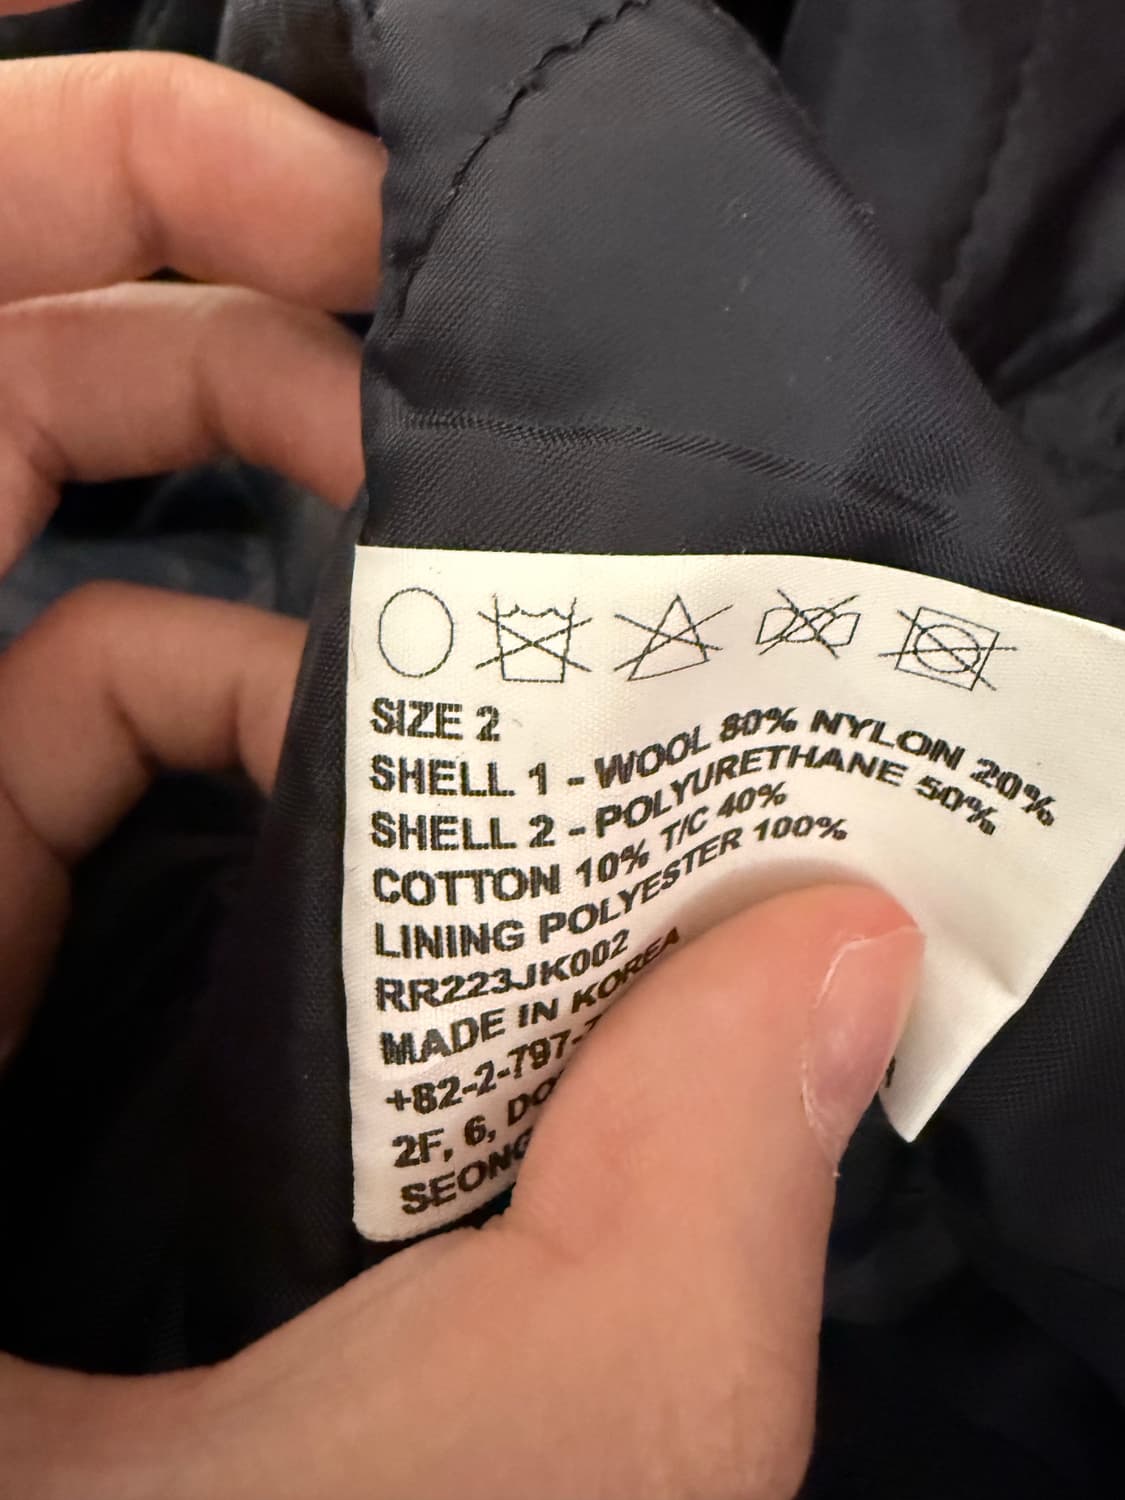 SIZE 2
SHELL 1 - WOOL 80% NYLON 20%
SHELL 2 - POLYURETHANE 50%
COTTON 10% T/C 40%
LINING POLYESTER 100%
RR223JK002
MADE IN KOREA
+82-2-797-
2F, 6,